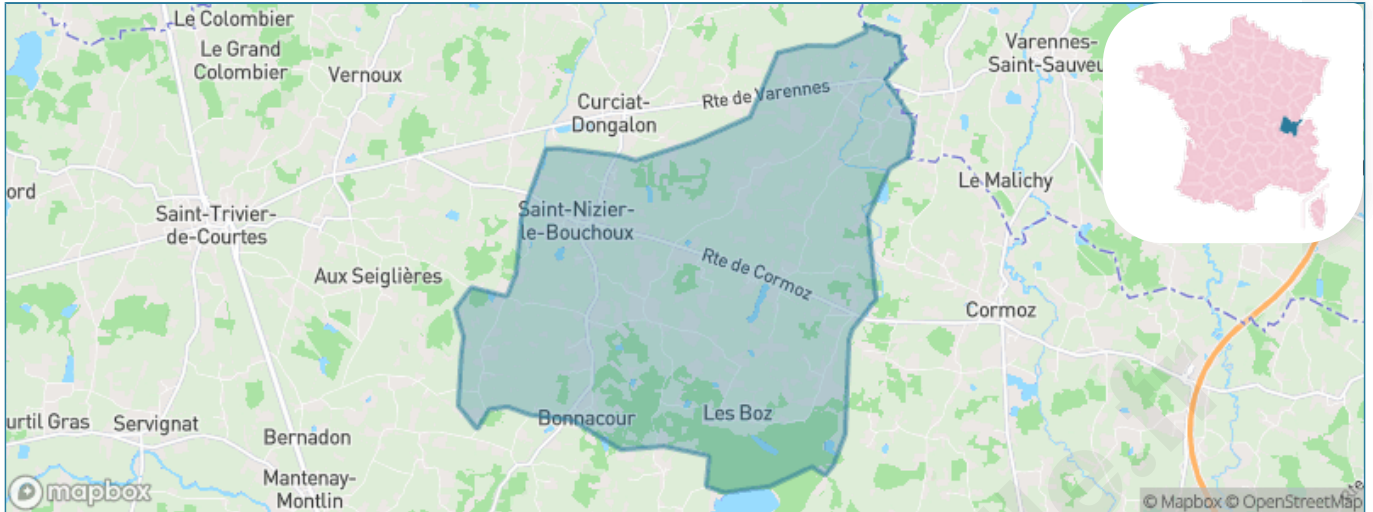 Le Colombier
Le Grand
Colombier
Vernoux
Varennes-
Saint-Sauveu
Curciat-
Dongalon
Rte de Varennes
ord
Le Malichy
Saint-Trivier-
de-Courtes
Saint-Nizier-
le-Bouchoux
Aux Seiglières
Rte de Cormoz
Cormoz
urtil Gras
Servignat
Bonnacour
Les Boz
Bernadon
Mantenay-
Montlin
mapbox
© Mapbox © OpenStreetMap
Rte